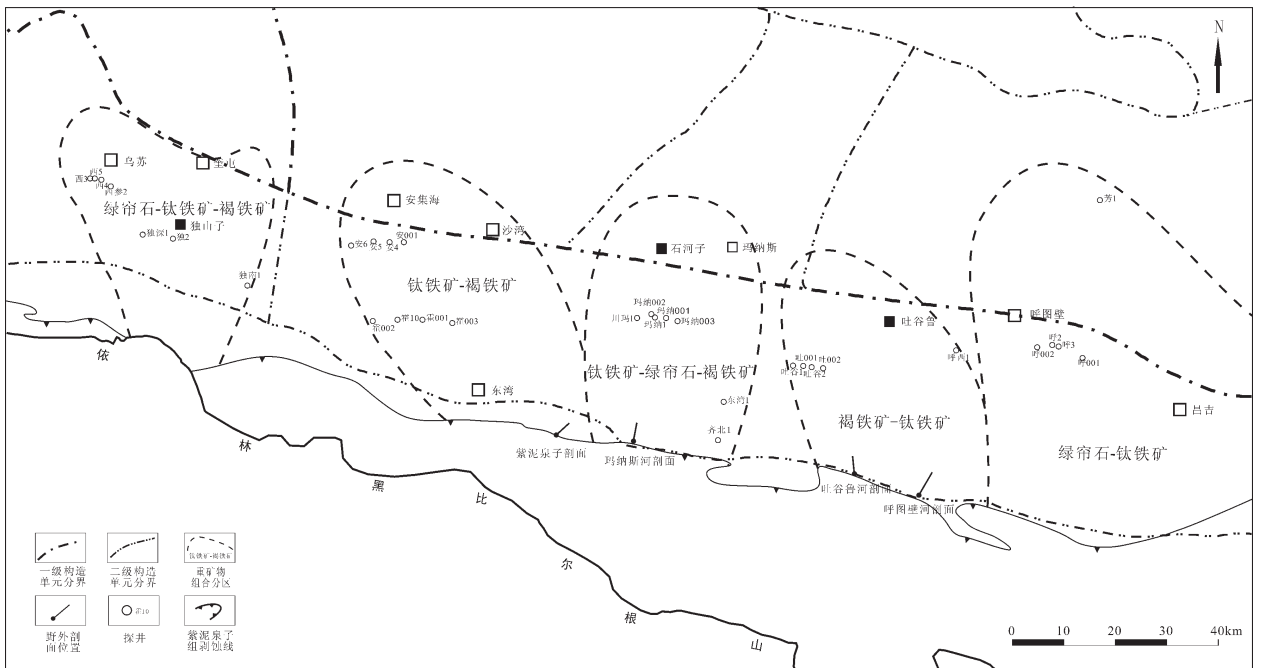 N
乌苏
奎屯
西5
西3
西4
西参2
绿帘石-钛铁矿-褐铁矿
独山子
独深1
独2
独南1
安集海
沙湾
安001
安6
安5
安4
钛铁矿-褐铁矿
霍10
霍001
霍002
霍003
东湾
石河子
玛纳斯
玛纳002
玛纳001
川玛1
玛纳1
玛纳003
钛铁矿-绿帘石-褐铁矿
东湾1
齐北1
紫泥泉子剖面
玛纳斯河剖面
吐谷鲁
吐001
吐002
吐谷1
吐谷2
呼西1
褐铁矿-钛铁矿
吐谷鲁河剖面
呼图壁河剖面
芳1
呼图壁
呼2
呼3
呼002
呼001
昌吉
绿帘石-钛铁矿
依
林
黑
比
尔
根
山
钛铁矿-褐铁矿
一级构造
单元分界
二级构造
单元分界
重矿物
组合分区
霍10
野外剖
面位置
探井
紫泥泉子
组剥蚀线
0 10 20 30 40km